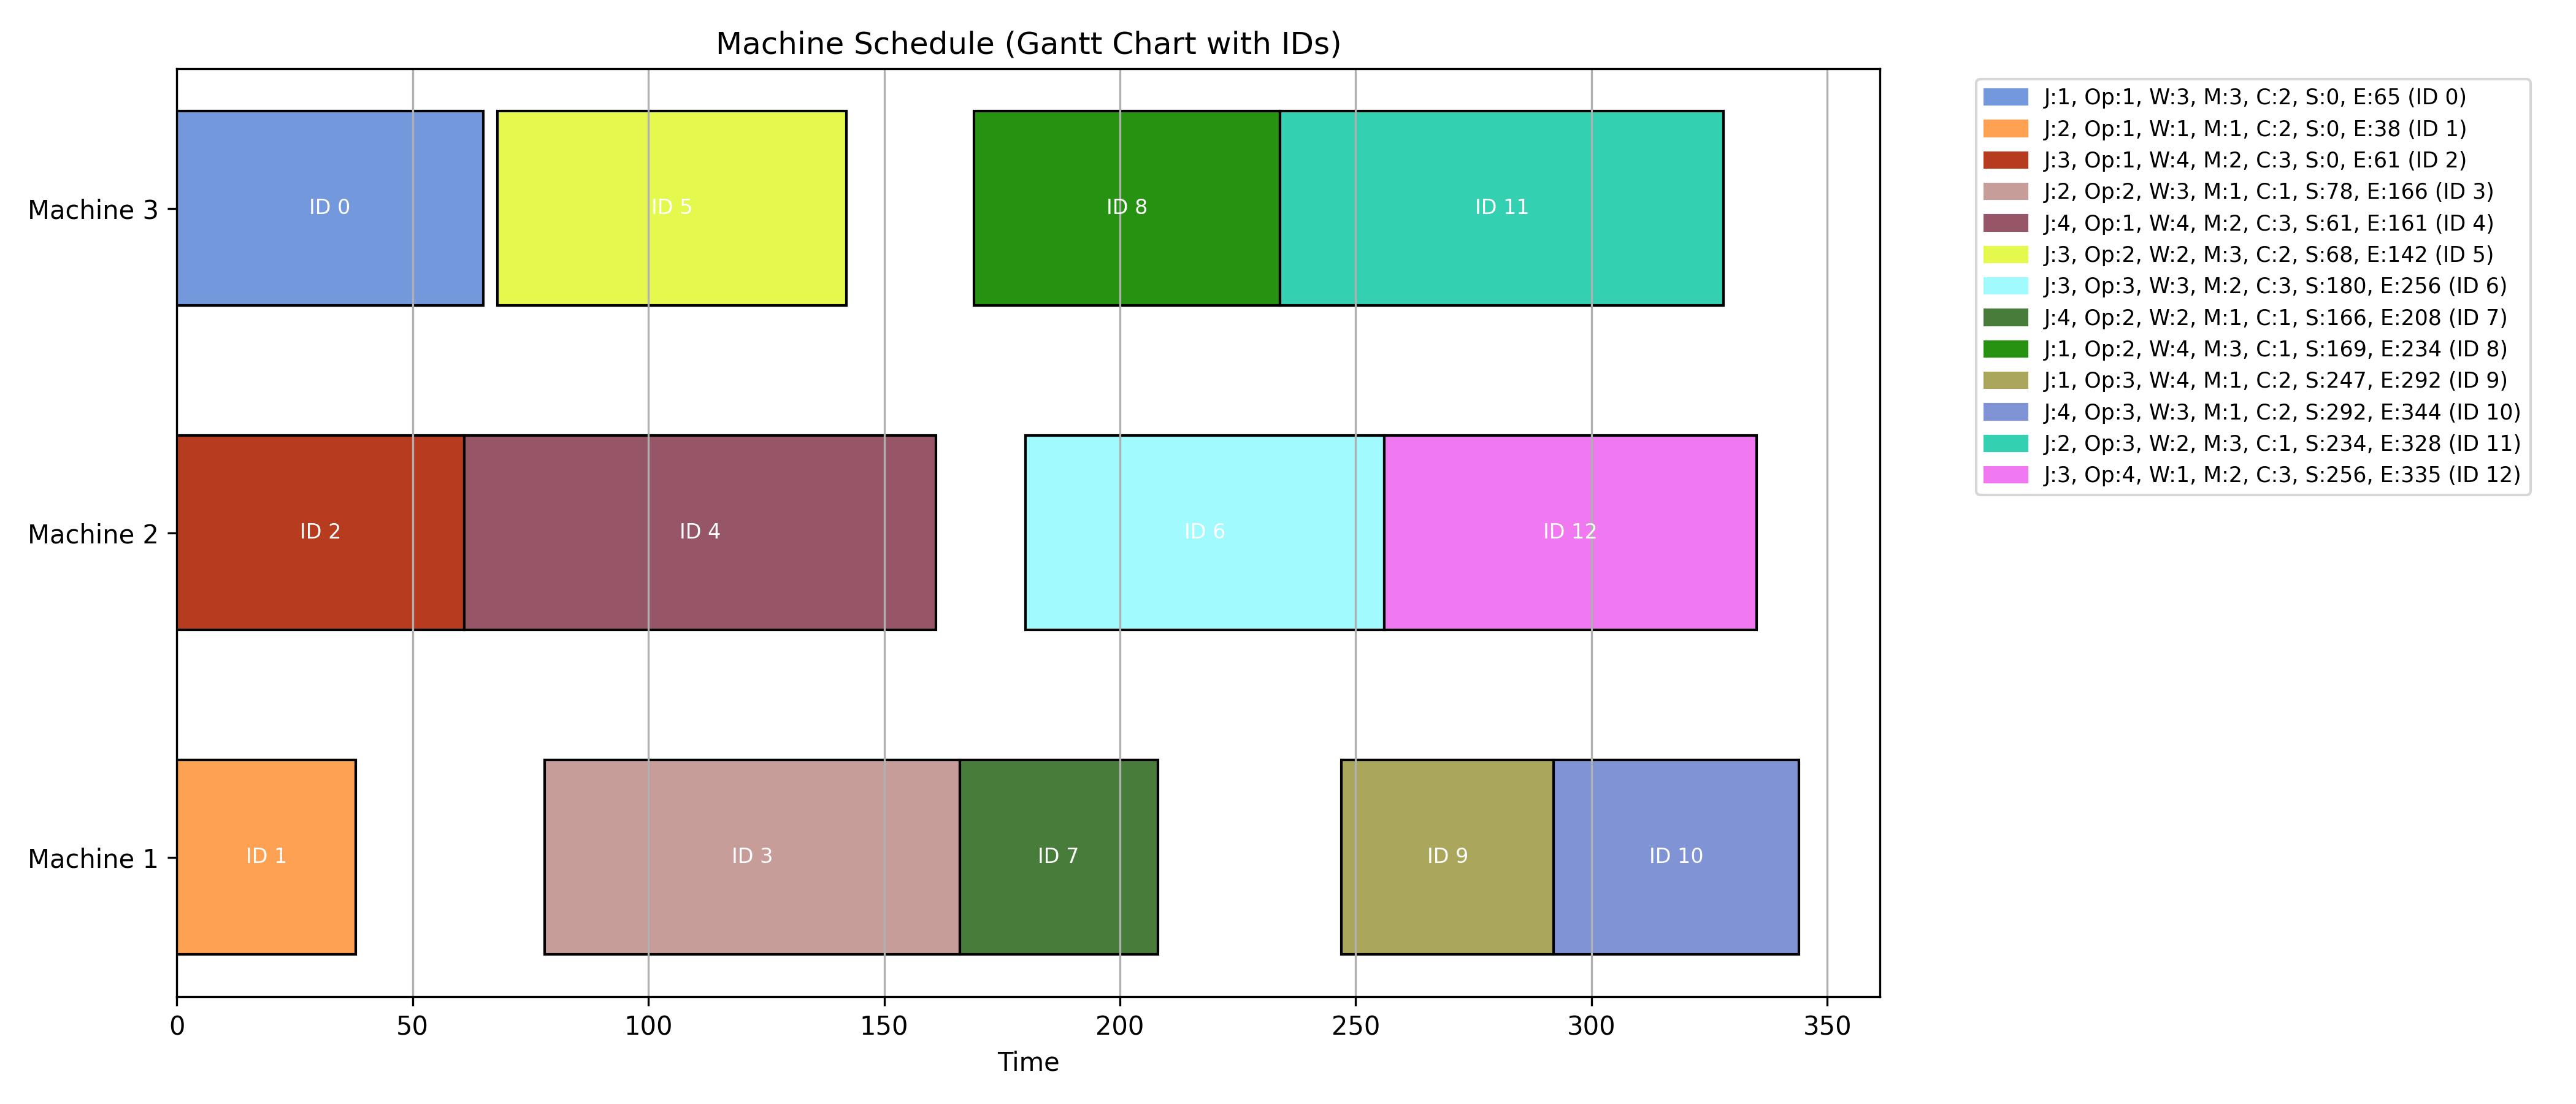 Machine Schedule (Gantt Chart with IDs)
Machine 3
ID 0
ID 5
ID 8
ID 11
Machine 2
ID 2
ID 4
ID 6
ID 12
Machine 1
ID 1
ID 3
ID 7
ID 9
ID 10
0 50 100 150 200 250 300 350
Time
J:1, Op:1, W:3, M:3, C:2, S:0, E:65 (ID 0)
J:2, Op:1, W:1, M:1, C:2, S:0, E:38 (ID 1)
J:3, Op:1, W:4, M:2, C:3, S:0, E:61 (ID 2)
J:2, Op:2, W:3, M:1, C:1, S:78, E:166 (ID 3)
J:4, Op:1, W:4, M:2, C:3, S:61, E:161 (ID 4)
J:3, Op:2, W:2, M:3, C:2, S:68, E:142 (ID 5)
J:3, Op:3, W:3, M:2, C:3, S:180, E:256 (ID 6)
J:4, Op:2, W:2, M:1, C:1, S:166, E:208 (ID 7)
J:1, Op:2, W:4, M:3, C:1, S:169, E:234 (ID 8)
J:1, Op:3, W:4, M:1, C:2, S:247, E:292 (ID 9)
J:4, Op:3, W:3, M:1, C:2, S:292, E:344 (ID 10)
J:2, Op:3, W:2, M:3, C:1, S:234, E:328 (ID 11)
J:3, Op:4, W:1, M:2, C:3, S:256, E:335 (ID 12)